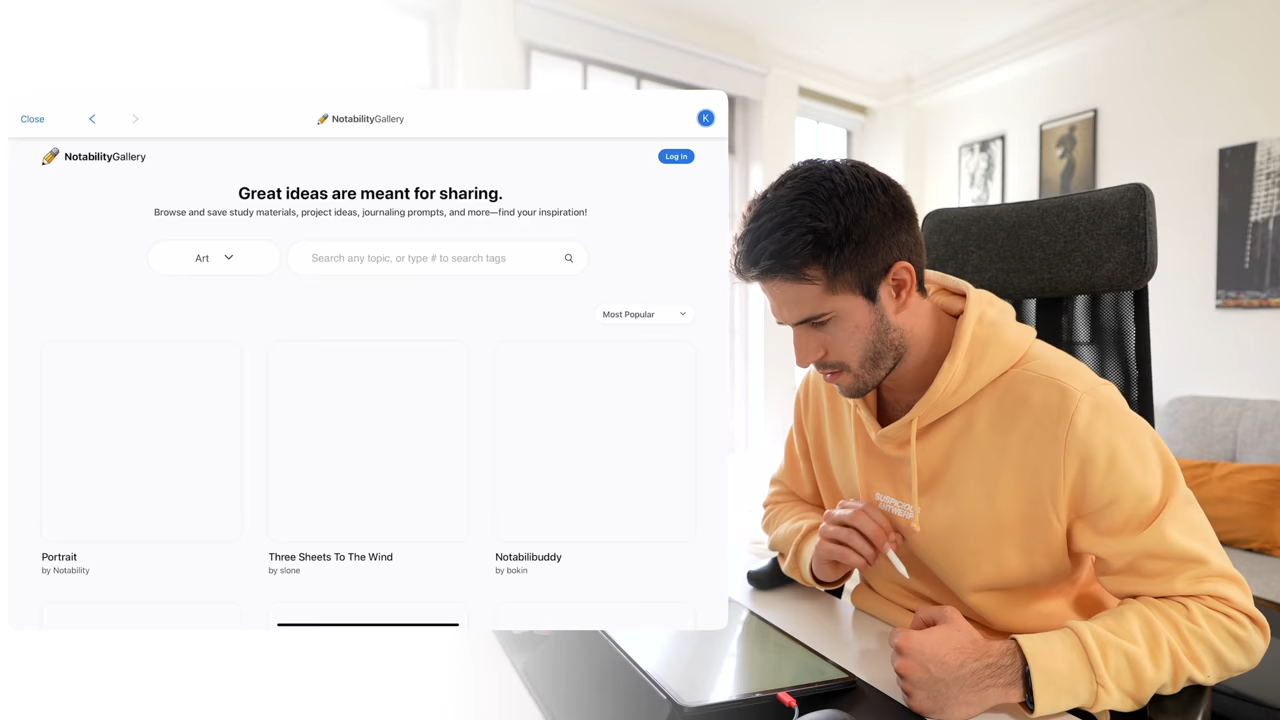 Close
NotabilityGallery
K
NotabilityGallery
Log In
Great ideas are meant for sharing.
Browse and save study materials, project ideas, journaling prompts, and more—find your inspiration!
Art
Search any topic, or type # to search tags
Most Popular
Portrait
by Notability
Three Sheets To The Wind
by slone
Notabilibuddy
by bokin
SUSPICIOUS
ANTWERP